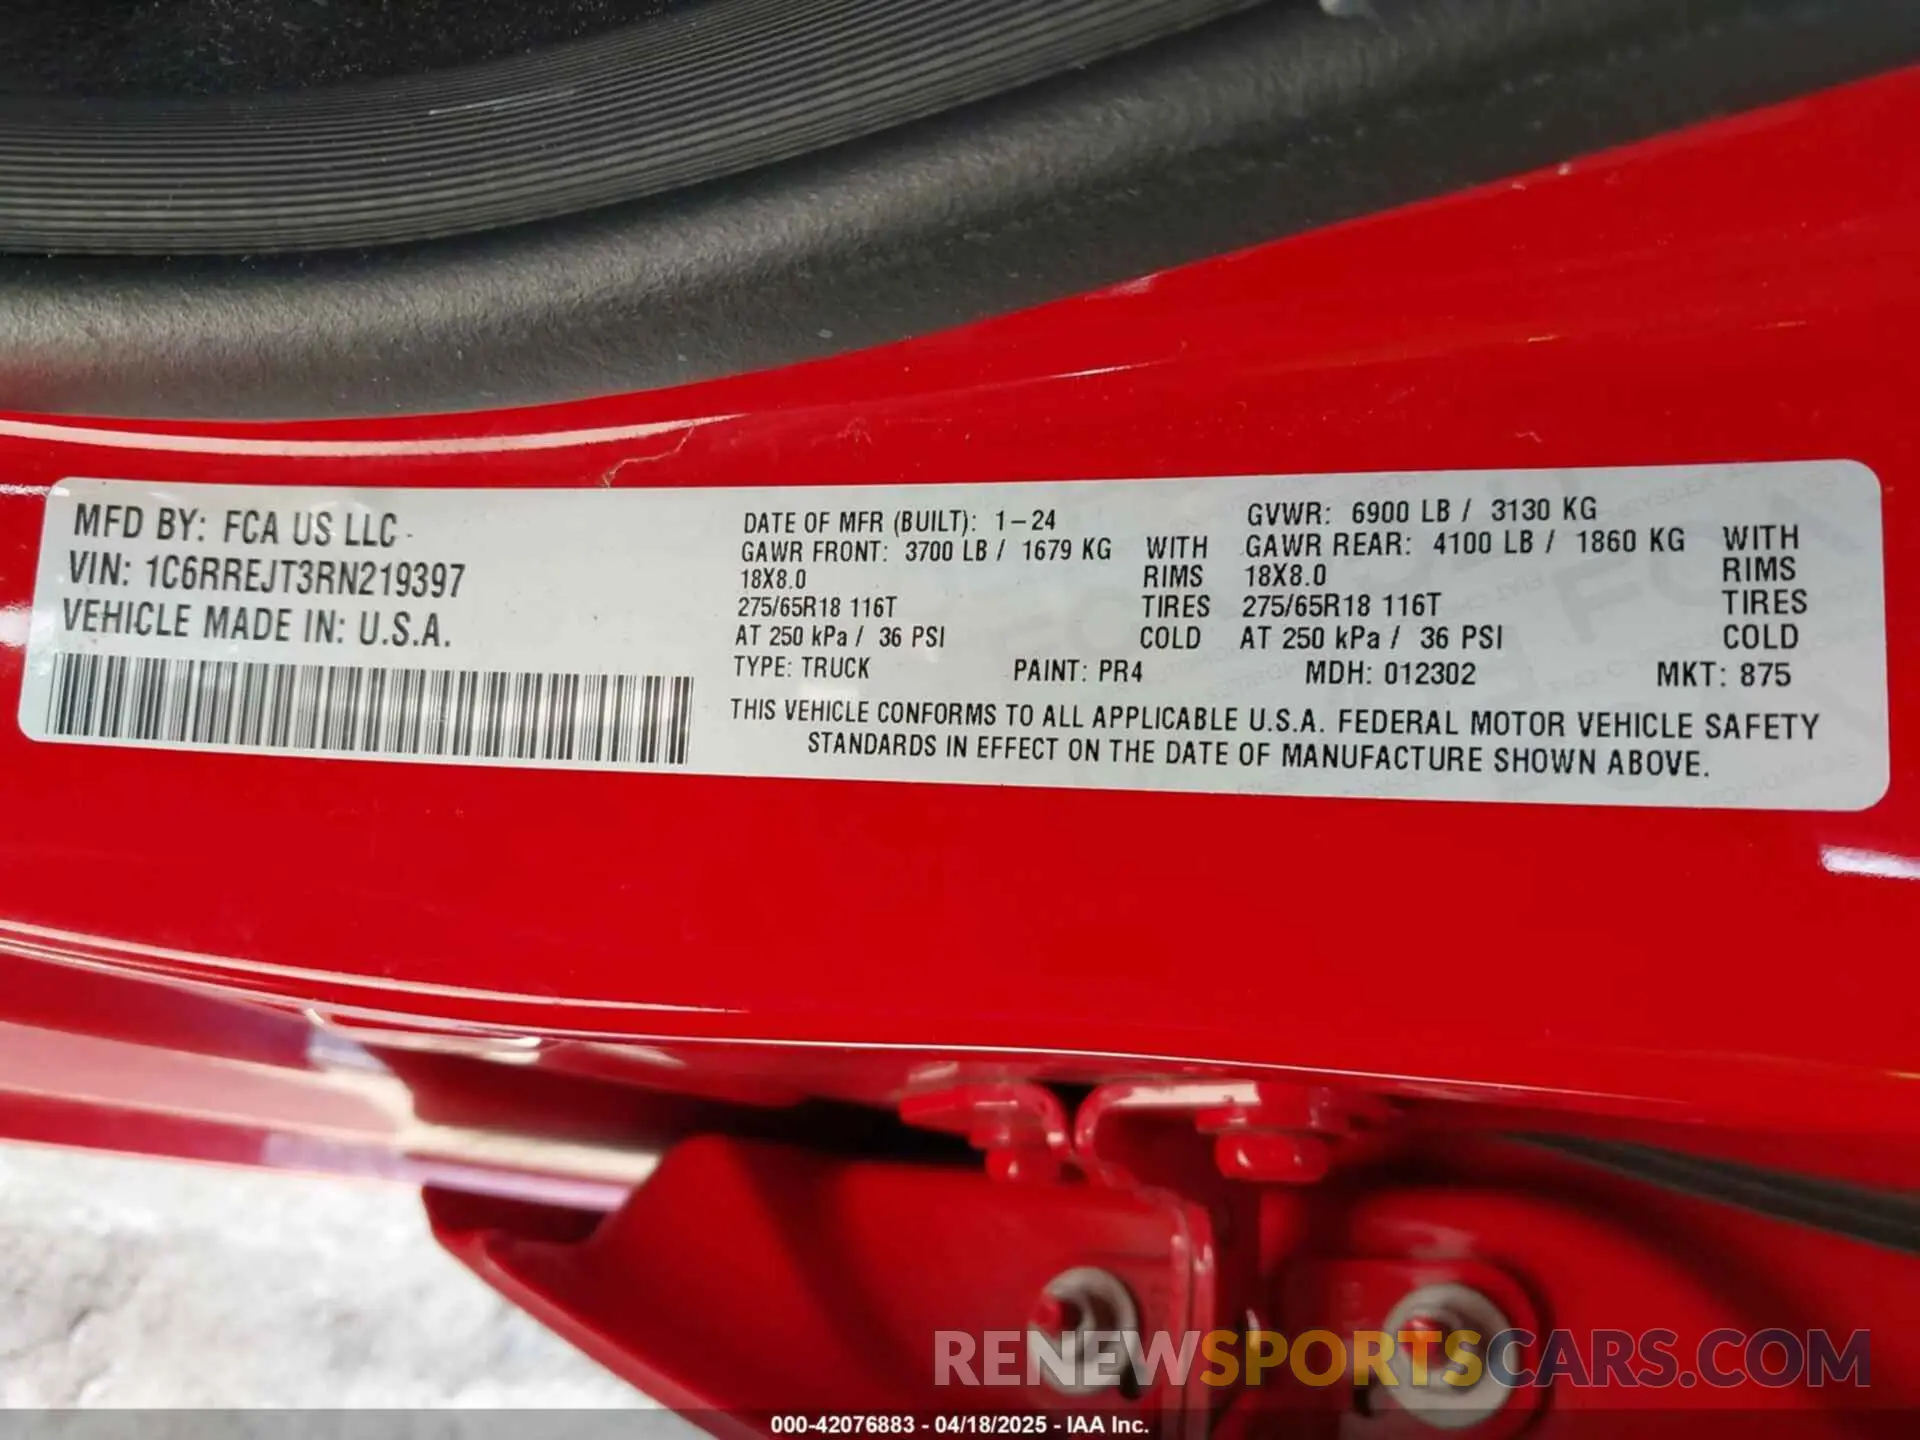 MFD BY: FCA US LLC
VIN: 1C6RREJT3RN219397
VEHICLE MADE IN: U.S.A.
DATE OF MFR (BUILT): 1-24
GVWR: 6900 LB / 3130 KG
GAWR FRONT: 3700 LB / 1679 KG WITH
GAWR REAR: 4100 LB / 1860 KG WITH
18X8.0 RIMS
18X8.0 RIMS
275/65R18 116T TIRES
275/65R18 116T TIRES
AT 250 kPa / 36 PSI COLD
AT 250 kPa / 36 PSI COLD
TYPE: TRUCK PAINT: PR4 MDH: 012302 MKT: 875
THIS VEHICLE CONFORMS TO ALL APPLICABLE U.S.A. FEDERAL MOTOR VEHICLE SAFETY
STANDARDS IN EFFECT ON THE DATE OF MANUFACTURE SHOWN ABOVE.
RENEWSPORTSCARS.COM
000-42076883 - 04/18/2025 - IAA Inc.